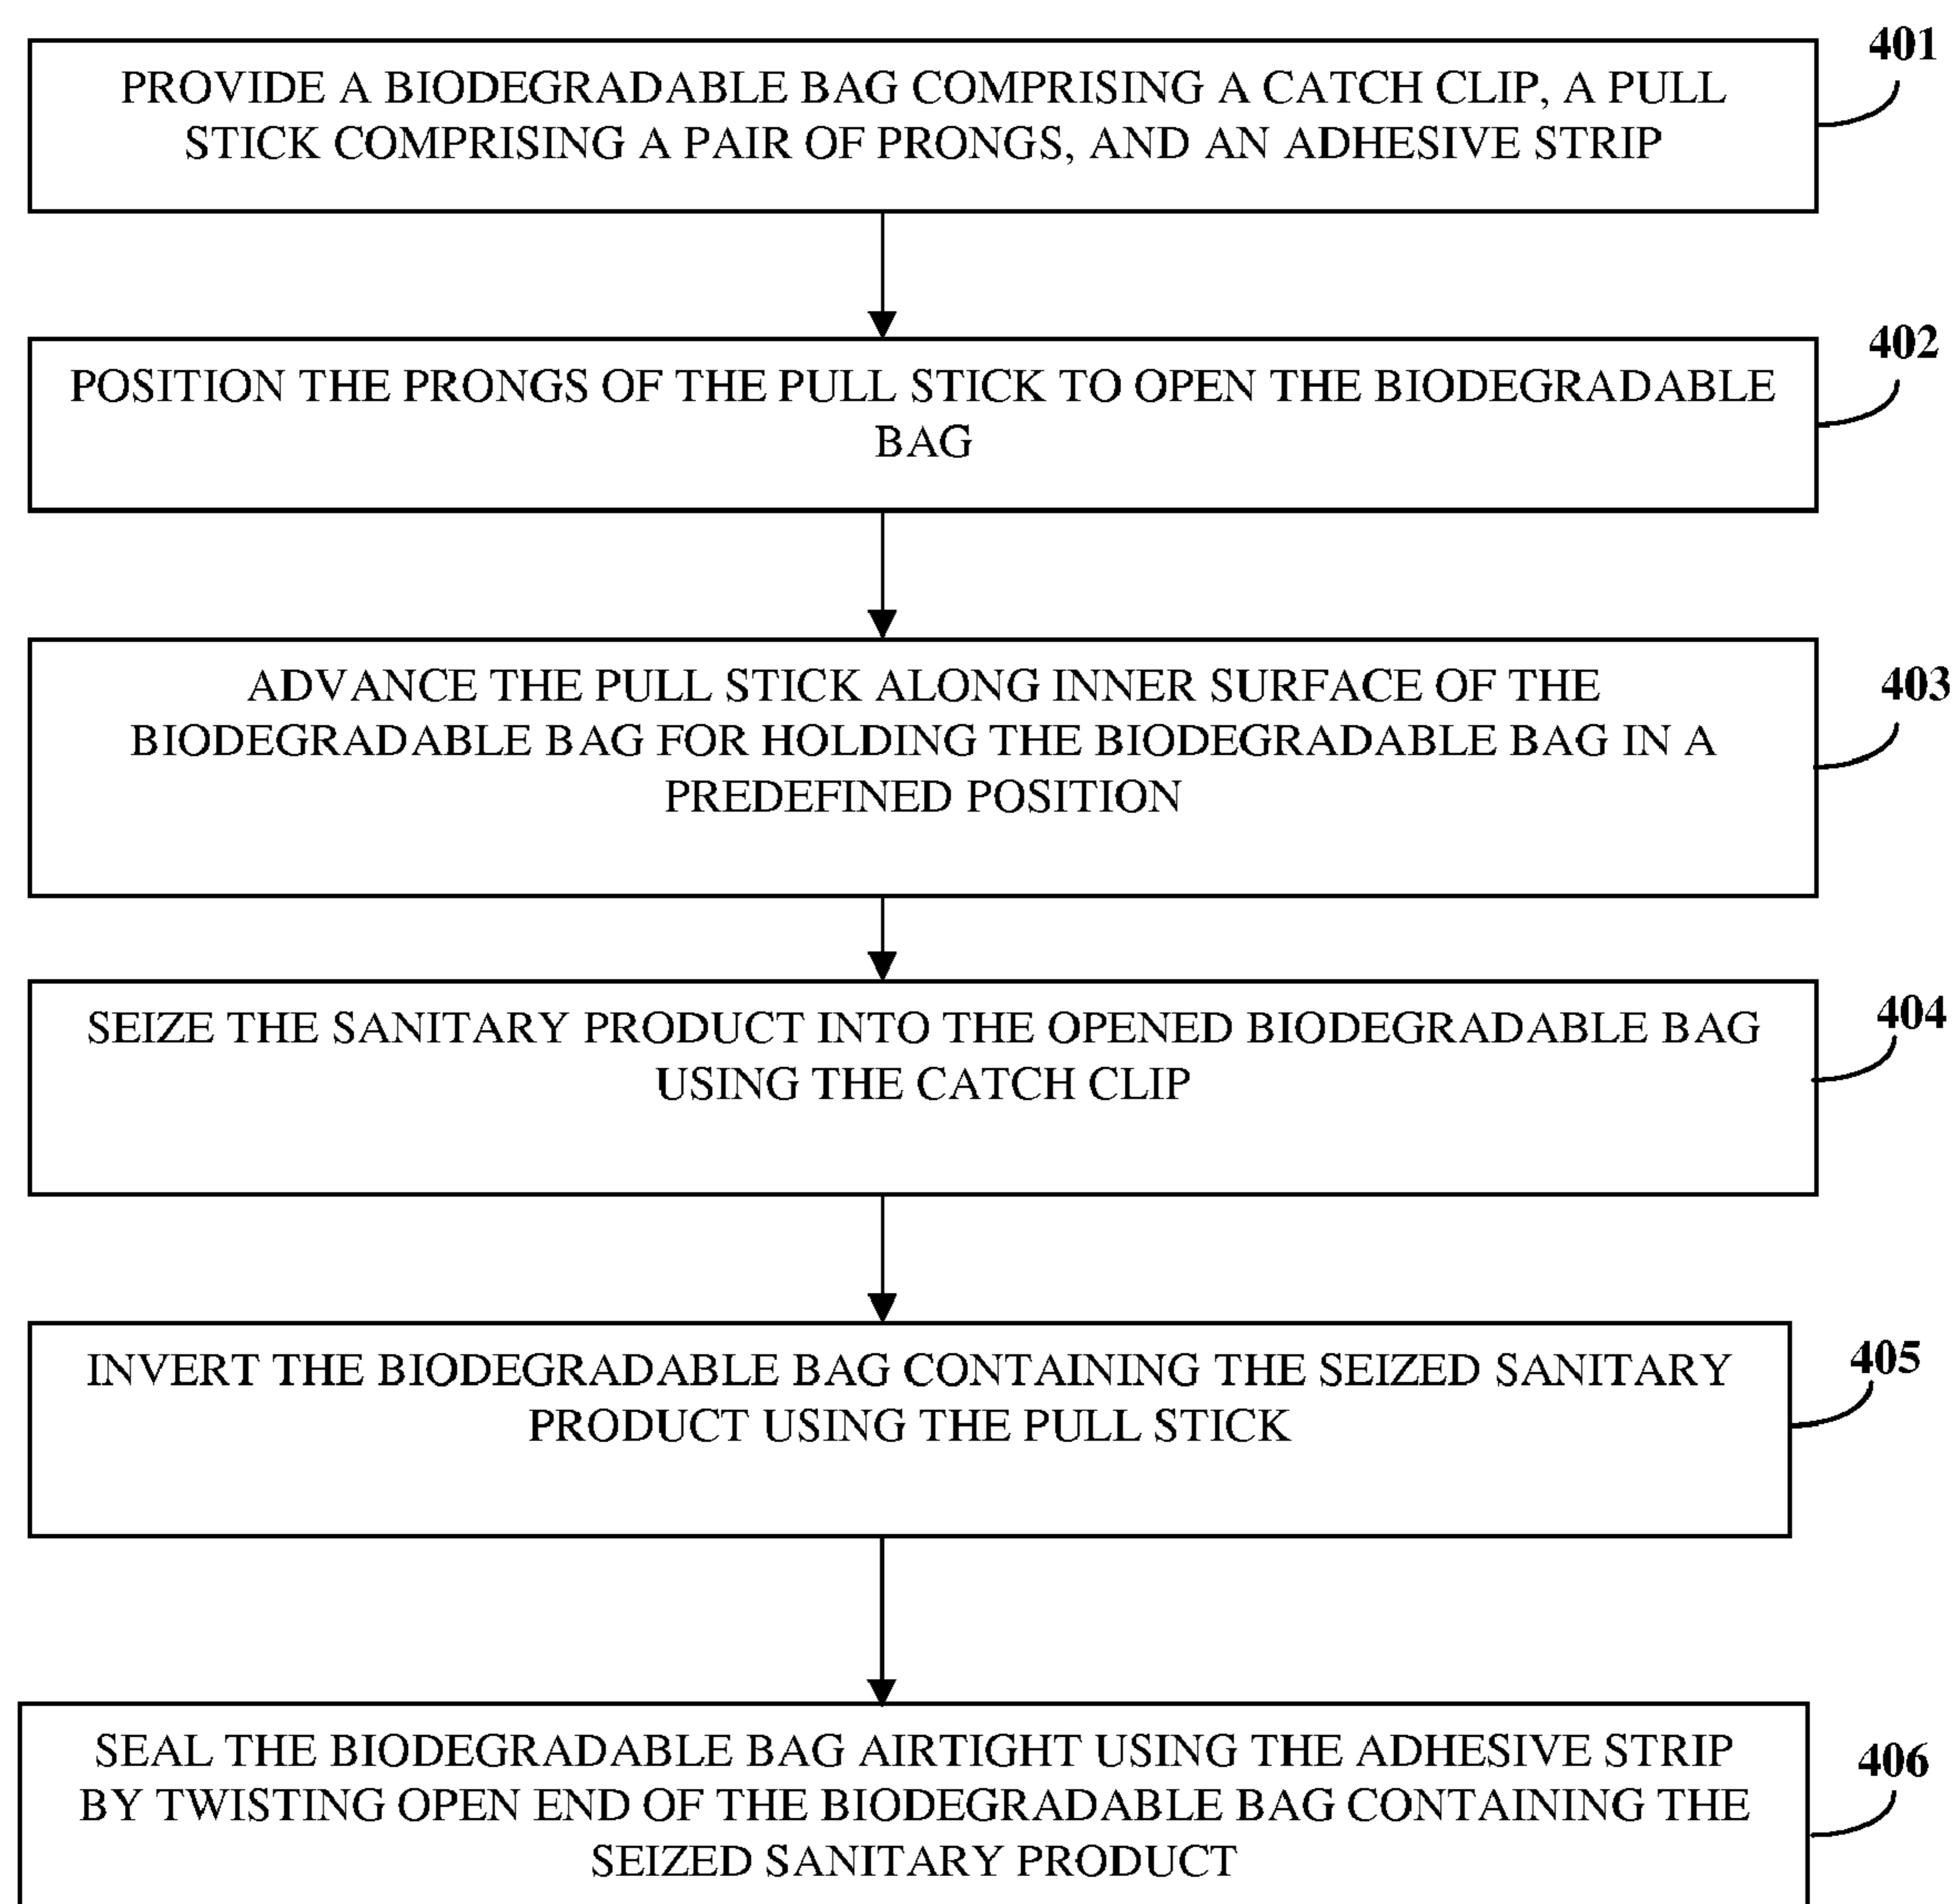 401
PROVIDE A BIODEGRADABLE BAG COMPRISING A CATCH CLIP, A PULL
STICK COMPRISING A PAIR OF PRONGS, AND AN ADHESIVE STRIP
402
POSITION THE PRONGS OF THE PULL STICK TO OPEN THE BIODEGRADABLE
BAG
403
ADVANCE THE PULL STICK ALONG INNER SURFACE OF THE
BIODEGRADABLE BAG FOR HOLDING THE BIODEGRADABLE BAG IN A
PREDEFINED POSITION
404
SEIZE THE SANITARY PRODUCT INTO THE OPENED BIODEGRADABLE BAG
USING THE CATCH CLIP
405
INVERT THE BIODEGRADABLE BAG CONTAINING THE SEIZED SANITARY
PRODUCT USING THE PULL STICK
406
SEAL THE BIODEGRADABLE BAG AIRTIGHT USING THE ADHESIVE STRIP
BY TWISTING OPEN END OF THE BIODEGRADABLE BAG CONTAINING THE
SEIZED SANITARY PRODUCT